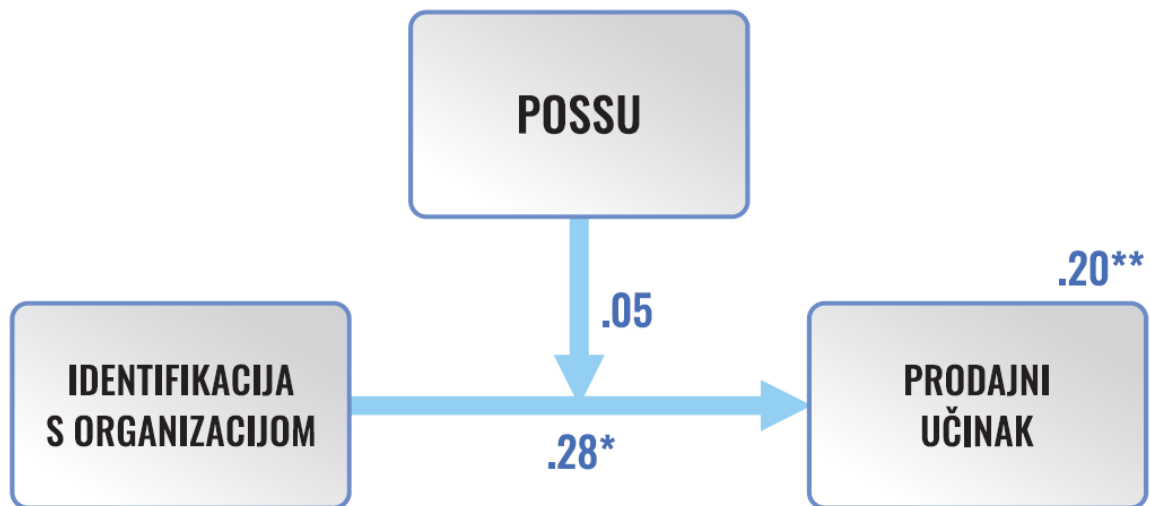 POSSU
.20**
.05
IDENTIFIKACIJA
S ORGANIZACIJOM
PRODAJNI
UČINAK
.28*